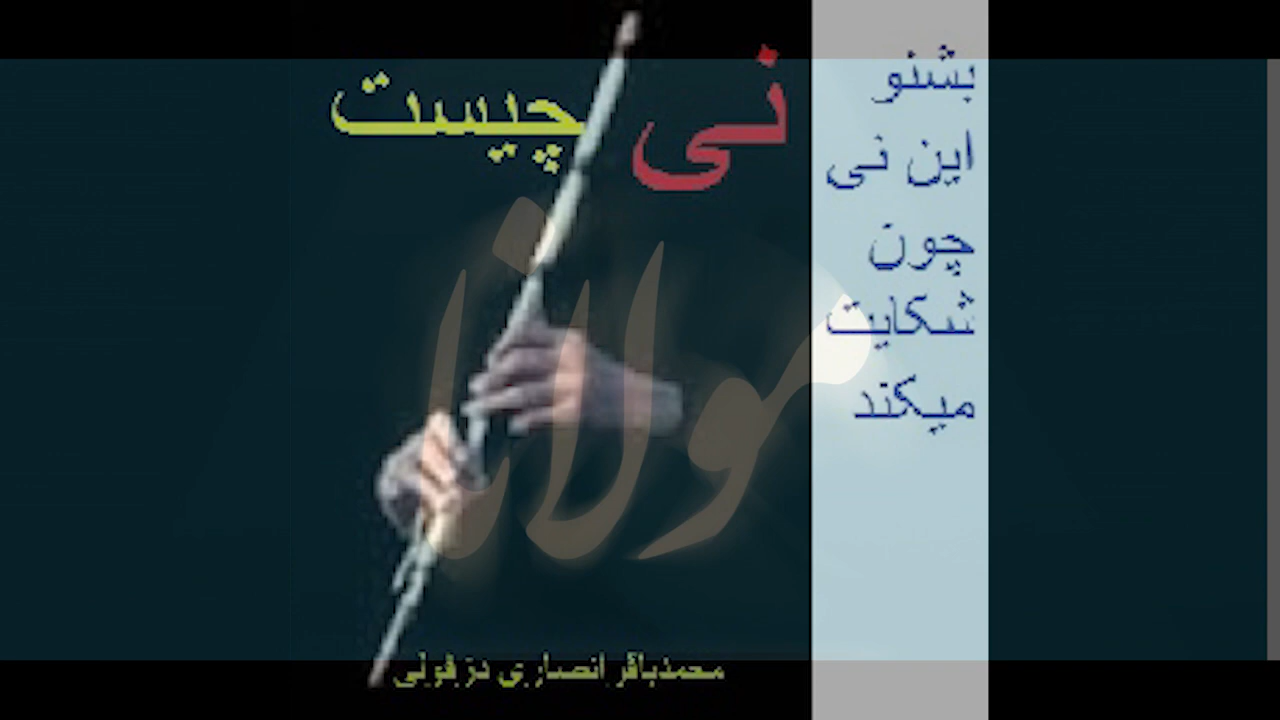 نی چیست
بشنو
این نی
چون
شکایت
میکند
مولانا
محمدباقر انصاری دزفولی